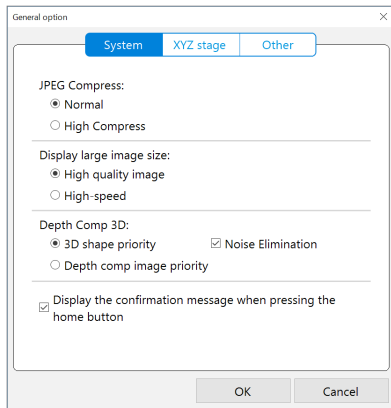 General option
System XYZ stage Other
JPEG Compress:
Normal
High Compress
Display large image size:
High quality image
High-speed
Depth Comp 3D:
3D shape priority Noise Elimination
Depth comp image priority
Display the confirmation message when pressing the
home button
OK Cancel